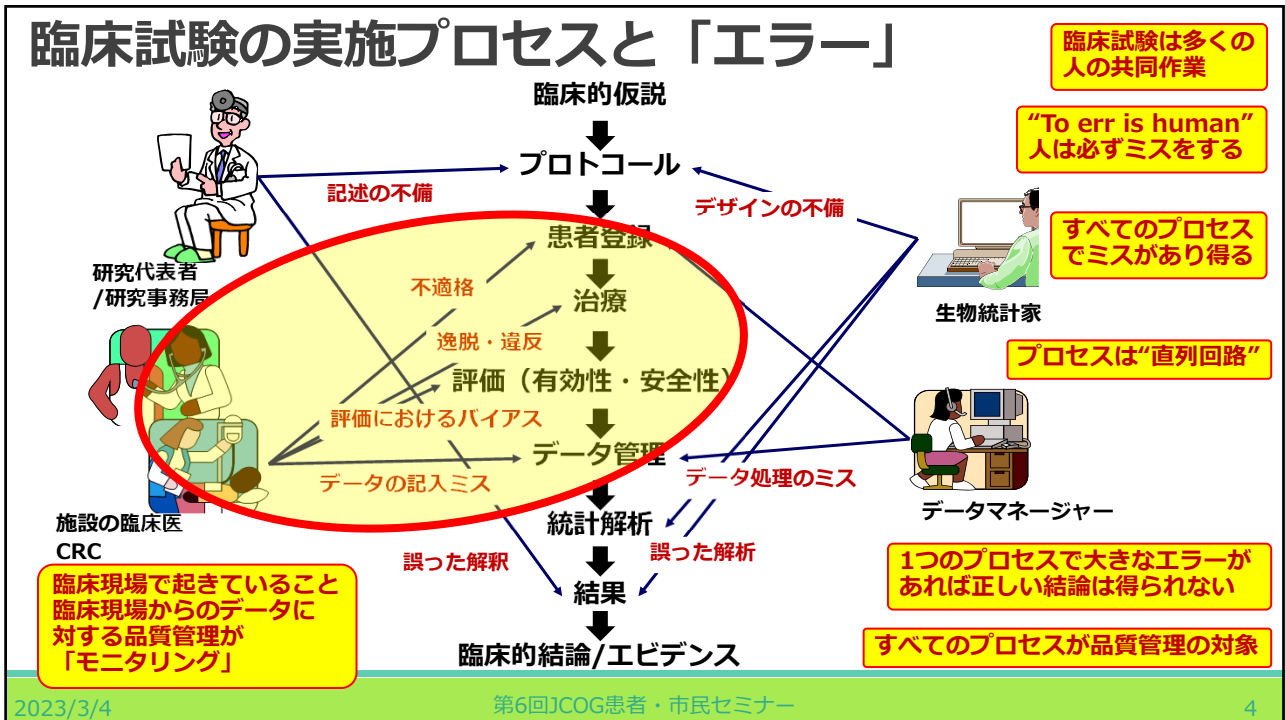 臨床試験の実施プロセスと「エラー」
臨床試験は多くの
人の共同作業
“To err is human”
人は必ずミスをする
すべてのプロセス
でミスがあり得る
プロセスは“直列回路”
1つのプロセスで大きなエラーが
あれば正しい結論は得られない
すべてのプロセスが品質管理の対象
臨床的仮説
プロトコール
記述の不備
デザインの不備
患者登録
研究代表者
/研究事務局
不適格
治療
生物統計家
逸脱・違反
評価（有効性・安全性）
評価におけるバイアス
データ管理
データの記入ミス
データ処理のミス
データマネージャー
施設の臨床医
CRC
統計解析
誤った解釈
誤った解析
結果
臨床的結論/エビデンス
臨床現場で起きていること
臨床現場からのデータに
対する品質管理が
「モニタリング」
2023/3/4
第6回JCOG患者・市民セミナー
4